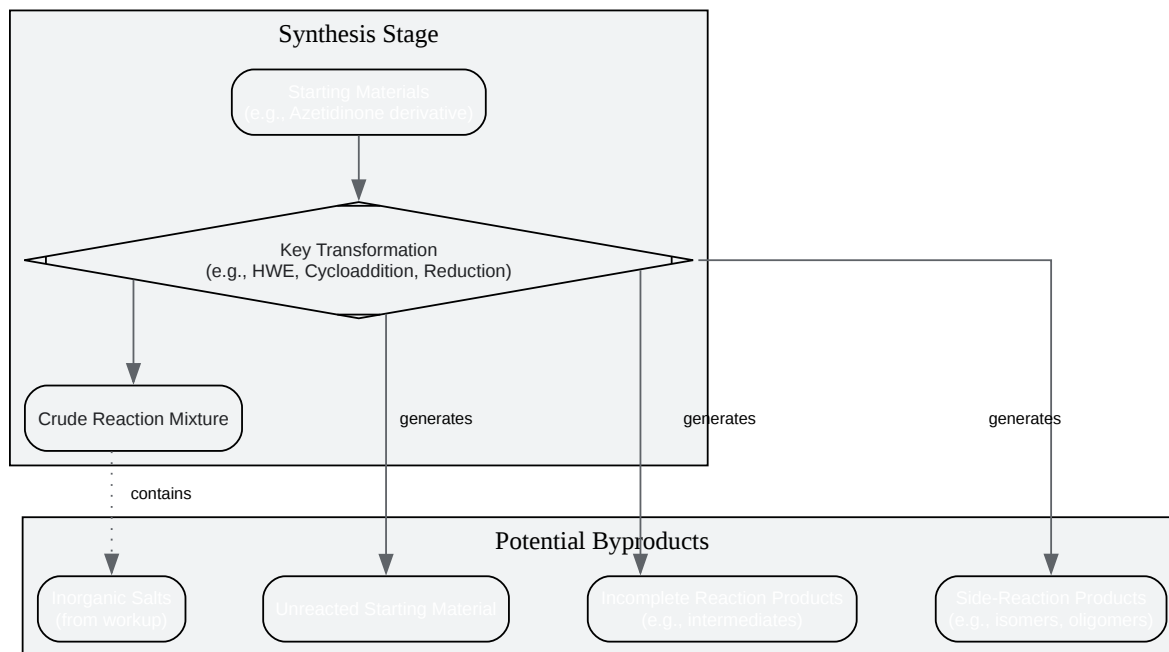 Synthesis Stage
Starting Materials
(e.g., Azetidinone derivative)
Key Transformation
(e.g., HWE, Cycloaddition, Reduction)
Crude Reaction Mixture
generates
generates
generates
contains
Potential Byproducts
Inorganic Salts
(from workup)
Unreacted Starting Material
Incomplete Reaction Products
(e.g., intermediates)
Side-Reaction Products
(e.g., isomers, oligomers)